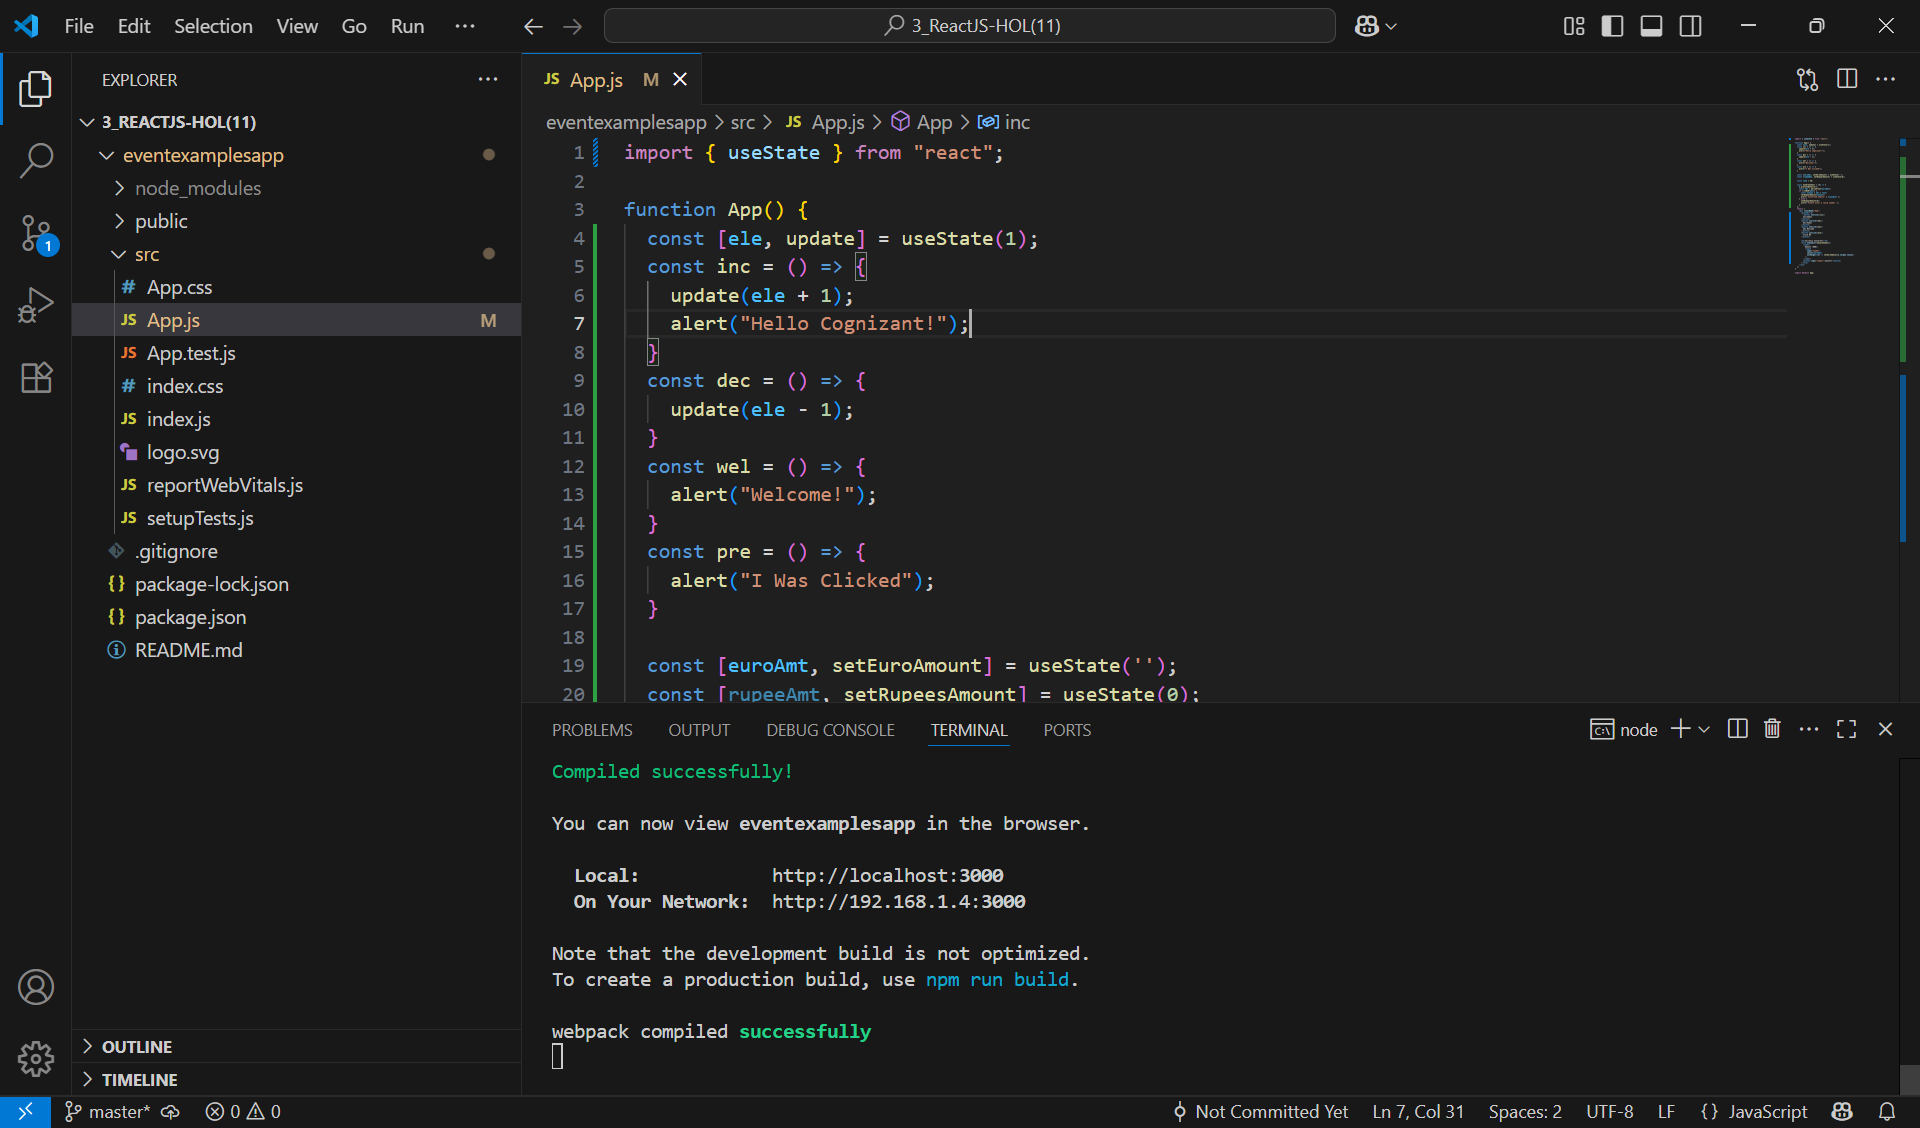 File Edit Selection View Go Run ···
3_ReactJS-HOL(11)
EXPLORER
3_REACTJS-HOL(11)
eventexamplesapp
node_modules
public
src
# App.css
JS App.js M
JS App.test.js
# index.css
JS index.js
logo.svg
JS reportWebVitals.js
JS setupTests.js
.gitignore
{} package-lock.json
{} package.json
README.md
OUTLINE
TIMELINE
1
JS App.js M
eventexamplesapp > src > JS App.js > App > inc
1 import { useState } from "react";
2
3 function App() {
4 const [ele, update] = useState(1);
5 const inc = () => {
6 update(ele + 1);
7 alert("Hello Cognizant!");
8 }
9 const dec = () => {
10 update(ele - 1);
11 }
12 const wel = () => {
13 alert("Welcome!");
14 }
15 const pre = () => {
16 alert("I Was Clicked");
17 }
18
19 const [euroAmt, setEuroAmount] = useState('');
20 const [rupeeAmt, setRupeesAmount] = useState(0);
PROBLEMS OUTPUT DEBUG CONSOLE TERMINAL PORTS
node
Compiled successfully!
You can now view eventexamplesapp in the browser.
Local: http://localhost:3000
On Your Network: http://192.168.1.4:3000
Note that the development build is not optimized.
To create a production build, use npm run build.
webpack compiled successfully
master* 0 0 Not Committed Yet Ln 7, Col 31 Spaces: 2 UTF-8 LF {} JavaScript